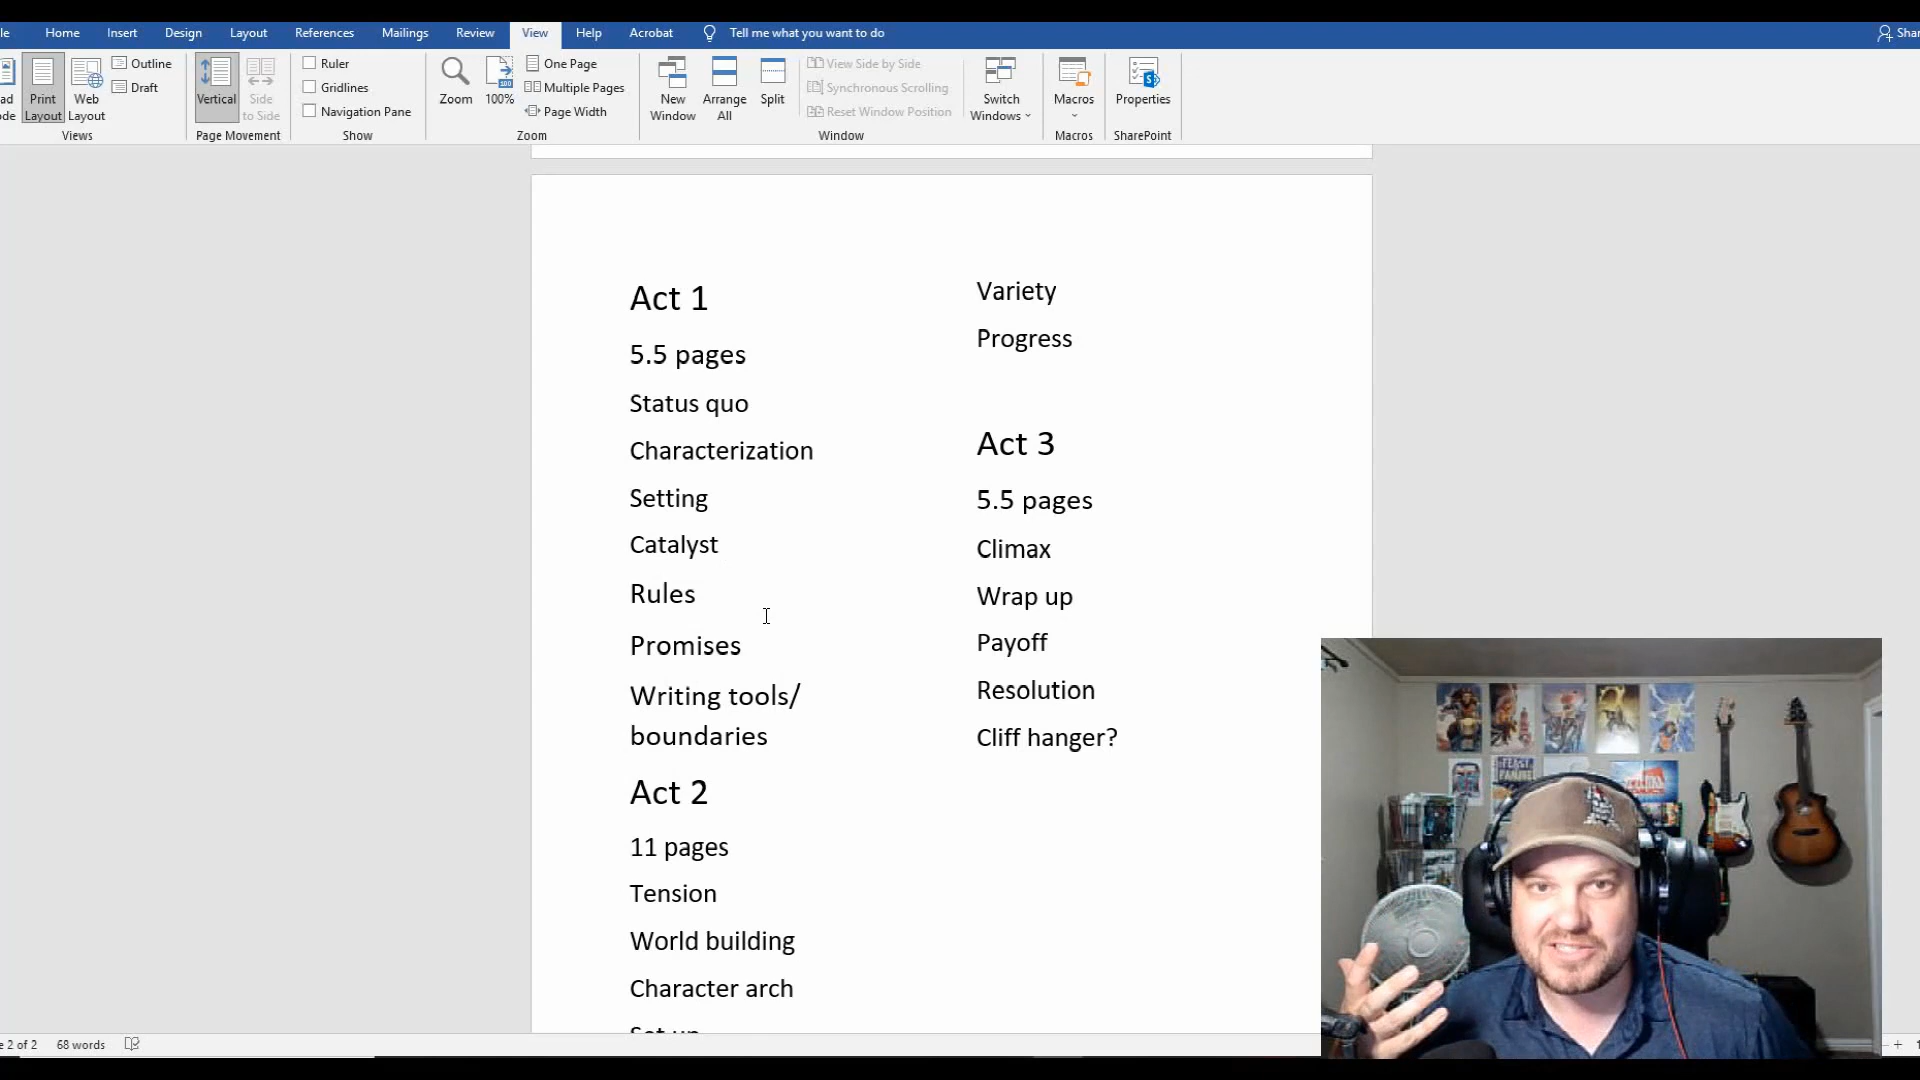 Home Insert Design Layout References Mailings Review View Help Acrobat Tell me what you want to do
Print Layout
Web Layout
Outline
Draft
Views
Vertical
Side to Side
Page Movement
Ruler
Gridlines
Navigation Pane
Show
Zoom
100
100%
One Page
Multiple Pages
Page Width
Zoom
New Window
Arrange All
Split
View Side by Side
Synchronous Scrolling
Reset Window Position
Window
Switch Windows
Macros
Macros
Properties
SharePoint
Act 1
5.5 pages
Status quo
Characterization
Setting
Catalyst
Rules
Promises
Writing tools/
boundaries
Act 2
11 pages
Tension
World building
Character arch
Set up
Variety
Progress
Act 3
5.5 pages
Climax
Wrap up
Payoff
Resolution
Cliff hanger?
2 of 2 68 words